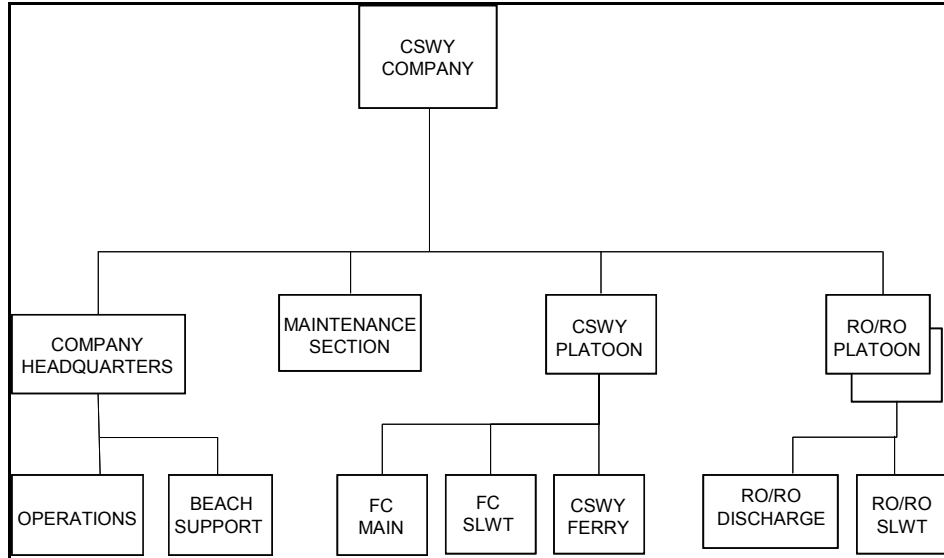 CSWY
COMPANY
COMPANY
HEADQUARTERS
MAINTENANCE
SECTION
CSWY
PLATOON
RO/RO
PLATOON
OPERATIONS
BEACH
SUPPORT
FC
MAIN
FC
SLWT
CSWY
FERRY
RO/RO
DISCHARGE
RO/RO
SLWT